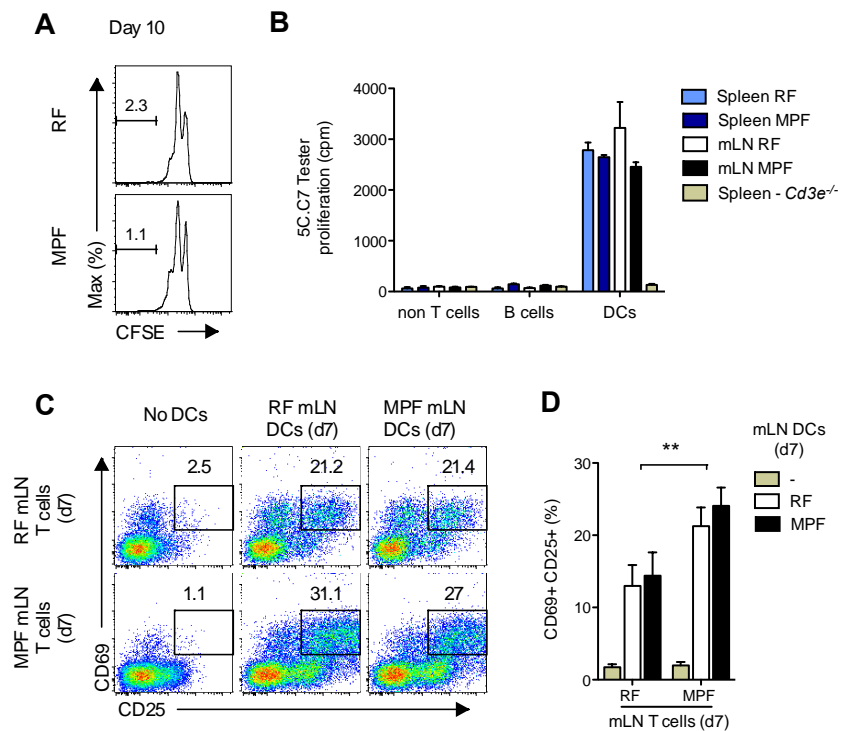 A
Day 10
RF
2.3
MPF
1.1
Max (%)
CFSE
B
5C.C7 Tester
proliferation (cpm)
4000
3000
2000
1000
0
non T cells
B cells
DCs
Spleen RF
Spleen MPF
mLN RF
mLN MPF
Spleen - Cd3e-/-
C
No DCs
RF mLN
DCs (d7)
MPF mLN
DCs (d7)
RF mLN
T cells
(d7)
2.5
21.2
21.4
MPF mLN
T cells
(d7)
1.1
31.1
27
CD69
CD25
D
mLN DCs
(d7)
-
RF
MPF
**
CD69+ CD25+ (%)
30
20
10
0
RF
MPF
mLN T cells (d7)